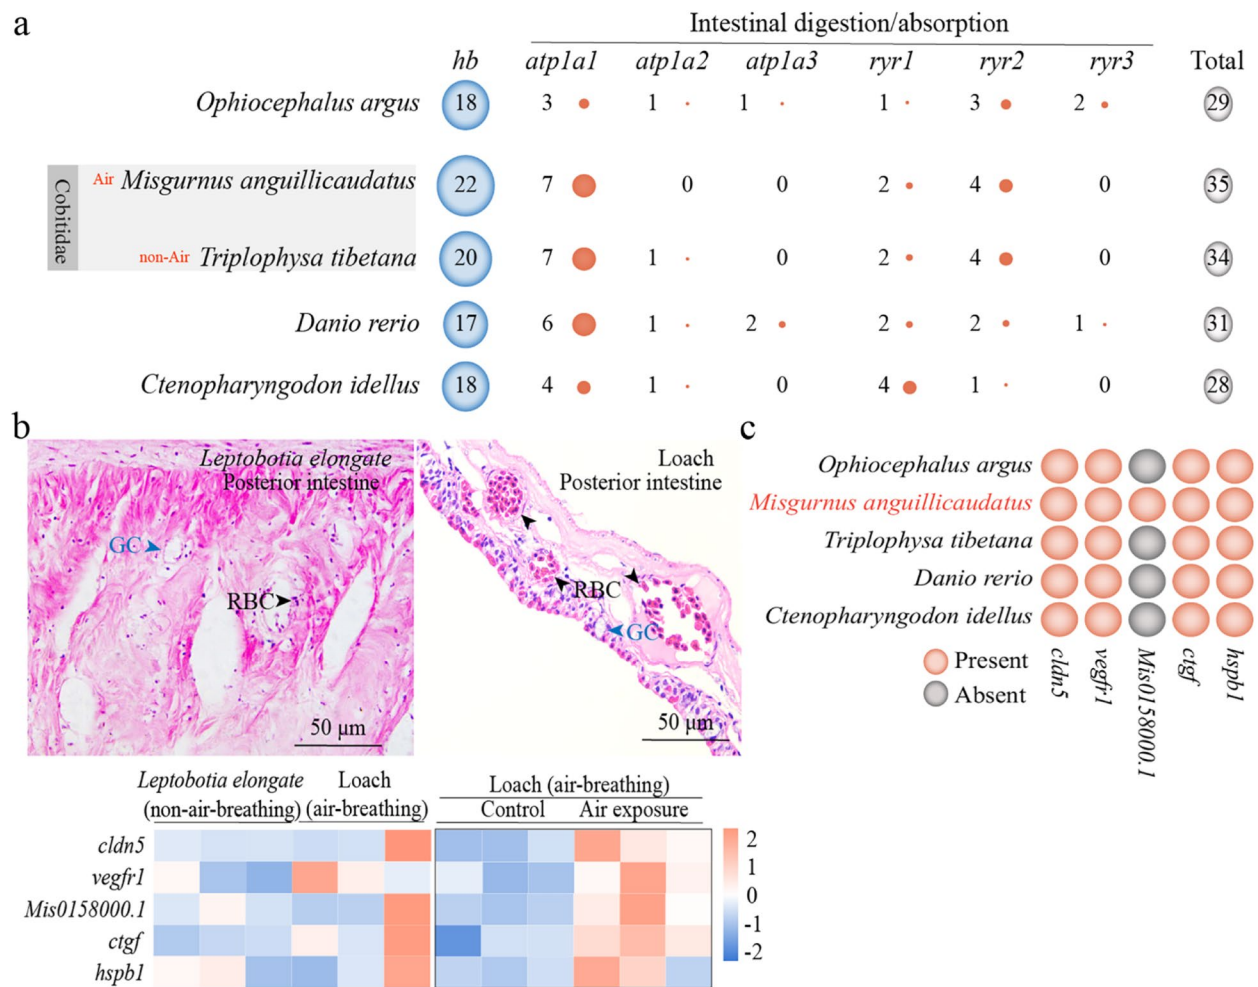 a
Intestinal digestion/absorption
hb atp1a1 atp1a2 atp1a3 ryr1 ryr2 ryr3 Total
Ophiocephalus argus 18 3 1 1 1 3 2 29
Cobitidae
Air Misgurnus anguillicaudatus 22 7 0 0 2 4 0 35
non-Air Triplophysa tibetana 20 7 1 0 2 4 0 34
Danio rerio 17 6 1 2 2 2 1 31
Ctenopharyngodon idellus 18 4 1 0 4 1 0 28
b
Leptobotia elongate
Posterior intestine
GC
RBC
50 μm
Loach
Posterior intestine
RBC
GC
50 μm
Leptobotia elongate
(non-air-breathing)
Loach
(air-breathing)
Loach (air-breathing)
Control Air exposure
cldn5
vegfr1
Mis0158000.1
ctgf
hspb1
2
1
0
-1
-2
c
Ophiocephalus argus
Misgurnus anguillicaudatus
Triplophysa tibetana
Danio rerio
Ctenopharyngodon idellus
Present
Absent
cldn5
vegfr1
Mis0158000.1
ctgf
hspb1